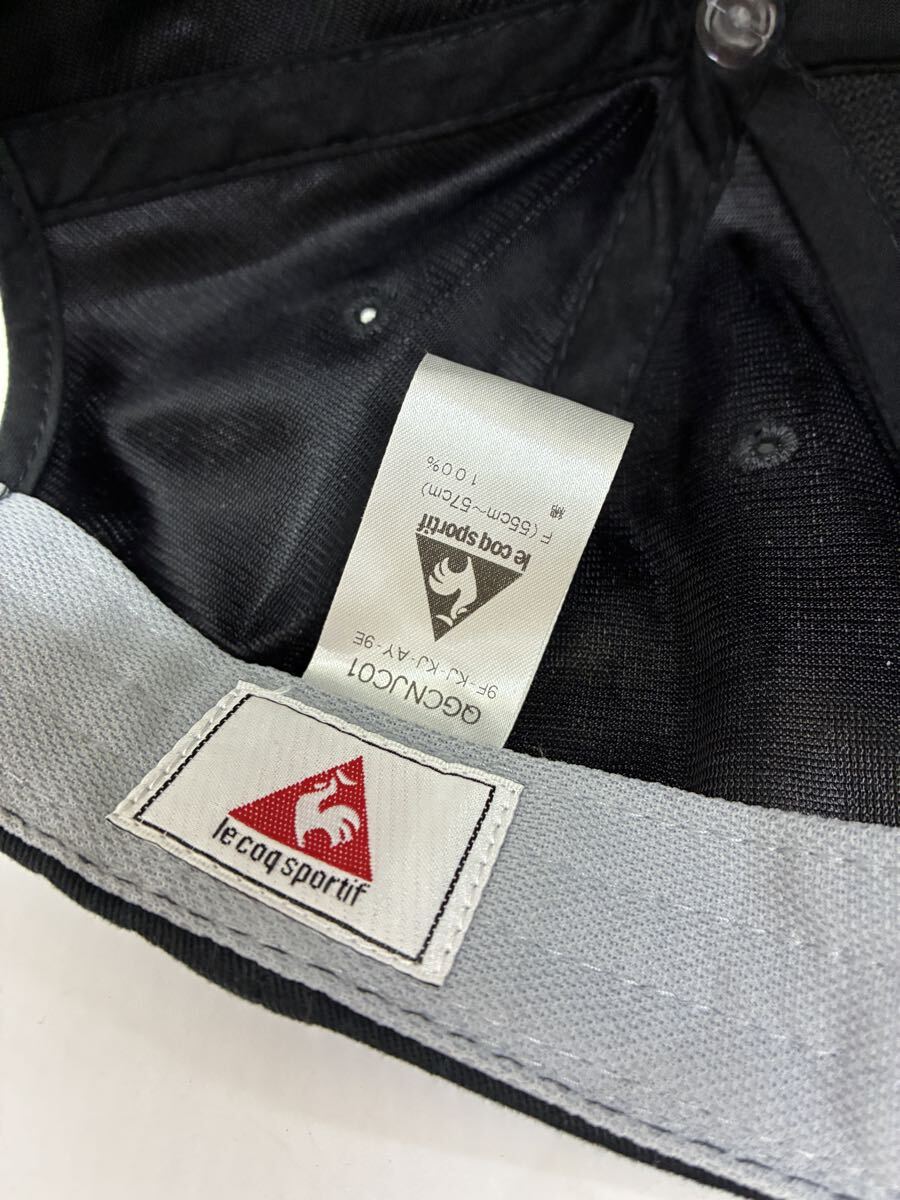 QGCNJC01
9F-KJ-KJ-AY-9E
le coq sportif
F (55cm~57cm)
綿 100%
le coq sportif